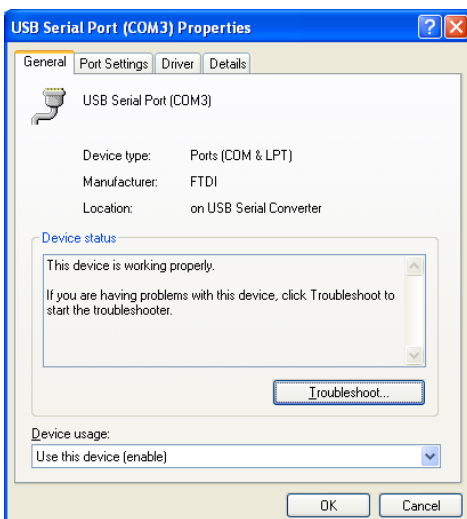 USB Serial Port (COM3) Properties
General Port Settings Driver Details
USB Serial Port (COM3)
Device type: Ports (COM & LPT)
Manufacturer: FTDI
Location: on USB Serial Converter
Device status
This device is working properly.
If you are having problems with this device, click Troubleshoot to
start the troubleshooter.
Troubleshoot...
Device usage:
Use this device (enable)
OK Cancel